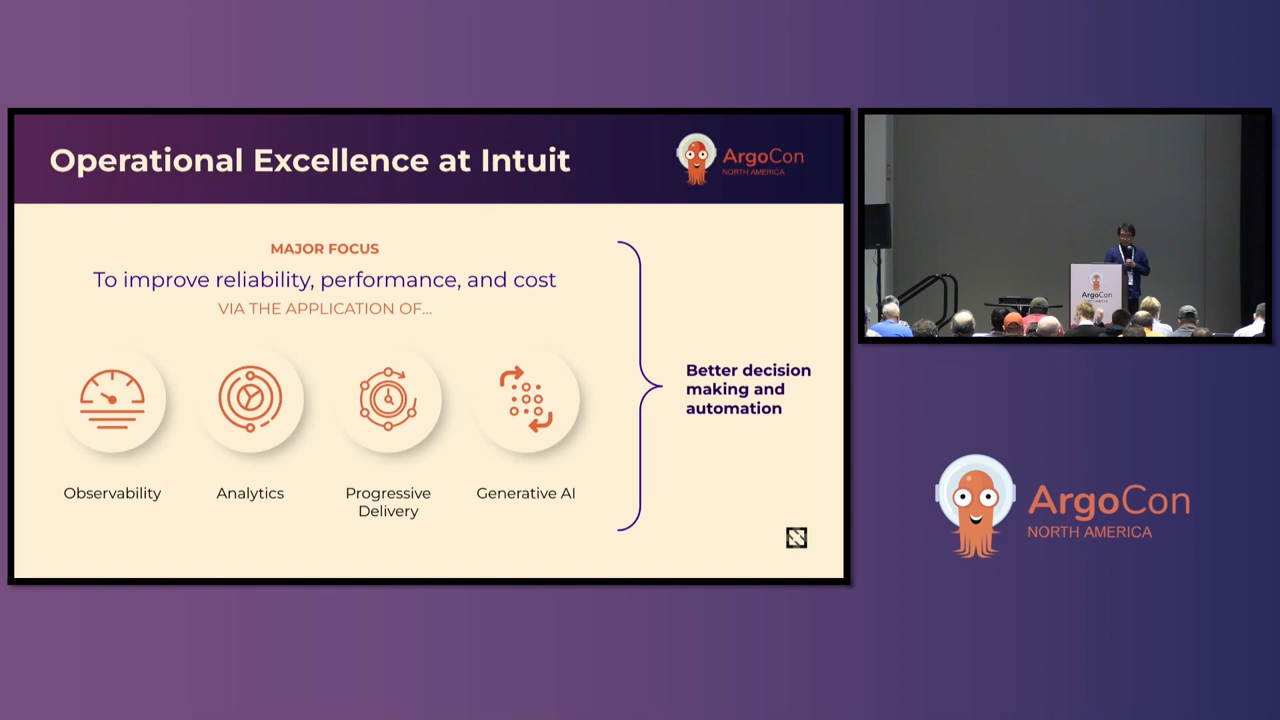 Operational Excellence at Intuit
ArgoCon
NORTH AMERICA
MAJOR FOCUS
To improve reliability, performance, and cost
VIA THE APPLICATION OF...
Observability
Analytics
Progressive
Delivery
Generative AI
Better decision
making and
automation
ArgoCon
ArgoCon
NORTH AMERICA